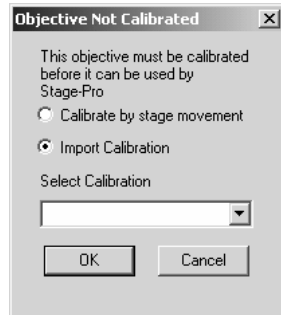 Objective Not Calibrated
This objective must be calibrated
before it can be used by
Stage-Pro
Calibrate by stage movement
Import Calibration
Select Calibration
OK Cancel